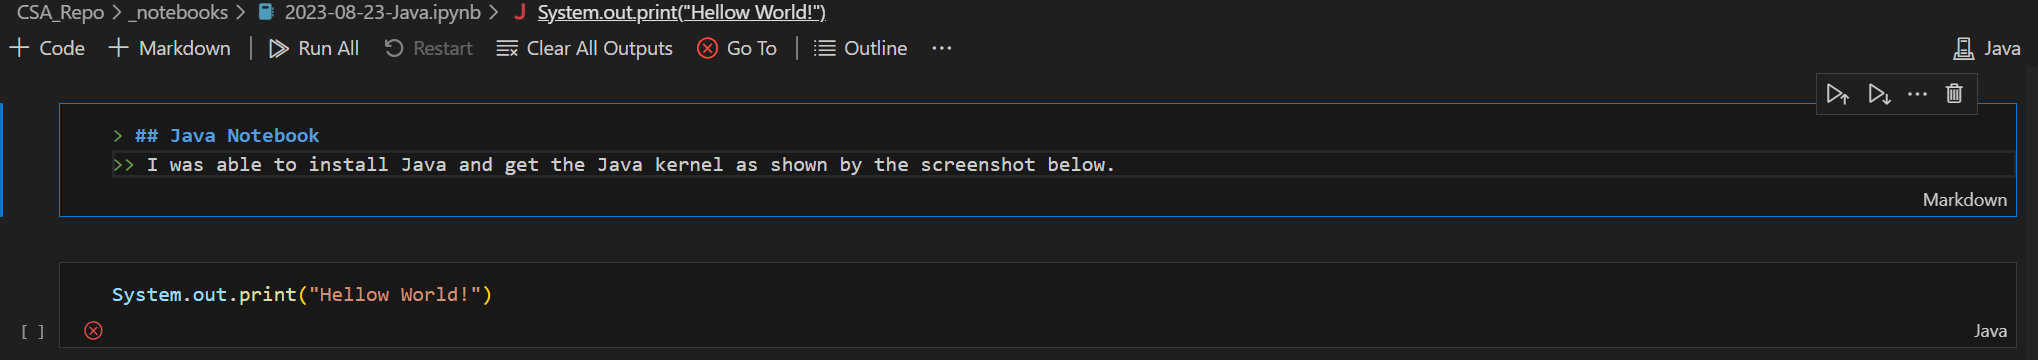 CSA_Repo > _notebooks > 2023-08-23-Java.ipynb > J System.out.print("Hellow World!")
+ Code + Markdown | Run All Restart Clear All Outputs Go To | Outline ··· Java
···
> ## Java Notebook
>> I was able to install Java and get the Java kernel as shown by the screenshot below.
Markdown
System.out.print("Hellow World!")
[ ] Java